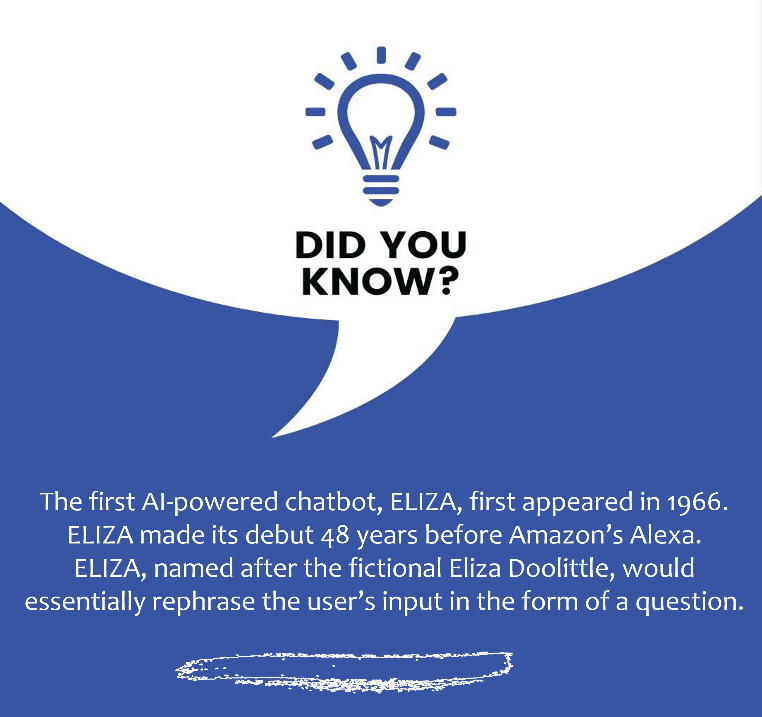 DID YOU
KNOW?
The first AI-powered chatbot, ELIZA, first appeared in 1966.
ELIZA made its debut 48 years before Amazon's Alexa.
ELIZA, named after the fictional Eliza Doolittle, would
essentially rephrase the user's input in the form of a question.